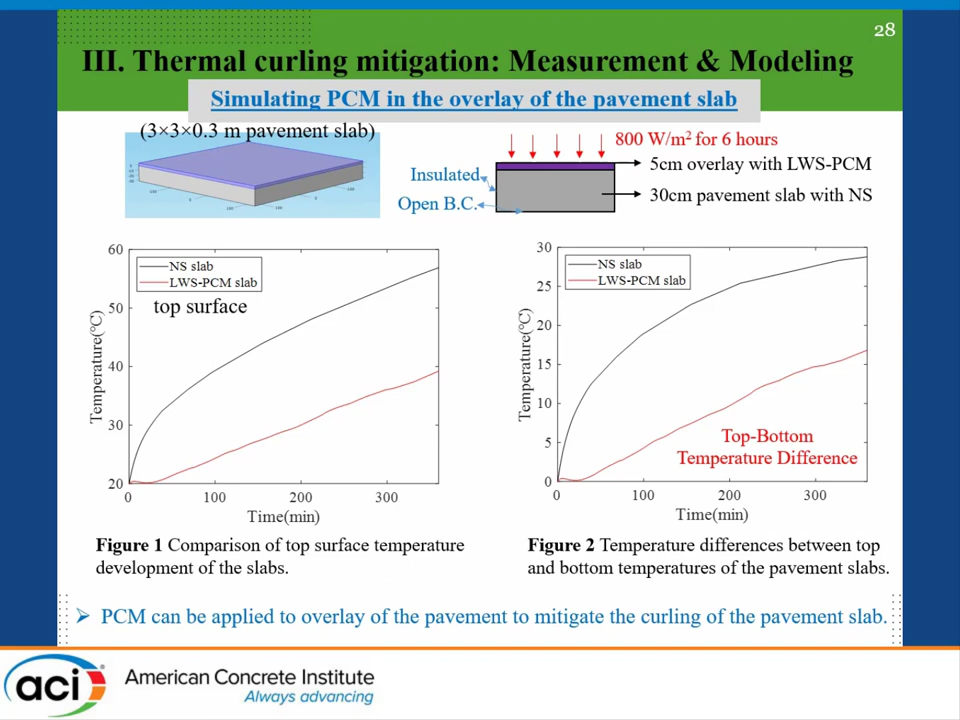 28
III. Thermal curling mitigation: Measurement & Modeling
Simulating PCM in the overlay of the pavement slab
(3×3×0.3 m pavement slab)
800 W/m² for 6 hours
5cm overlay with LWS-PCM
Insulated
30cm pavement slab with NS
Open B.C.
60
50
40
30
20
0
100
200
300
Temperature(℃)
Time(min)
NS slab
LWS-PCM slab
top surface
30
25
20
15
10
5
0
0
100
200
300
Temperature(℃)
Time(min)
NS slab
LWS-PCM slab
Top-Bottom
Temperature Difference
Figure 1 Comparison of top surface temperature
development of the slabs.
Figure 2 Temperature differences between top
and bottom temperatures of the pavement slabs.
➢ PCM can be applied to overlay of the pavement to mitigate the curling of the pavement slab.
aci
American Concrete Institute
Always advancing